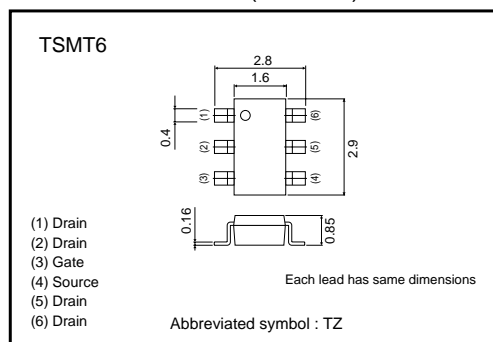 TSMT6
2.8
1.6
(1)
(6)
0.4
(2)
(5)
2.9
(3)
(4)
0.16
0.85
(1) Drain
(2) Drain
(3) Gate
(4) Source
(5) Drain
(6) Drain
Each lead has same dimensions
Abbreviated symbol : TZ